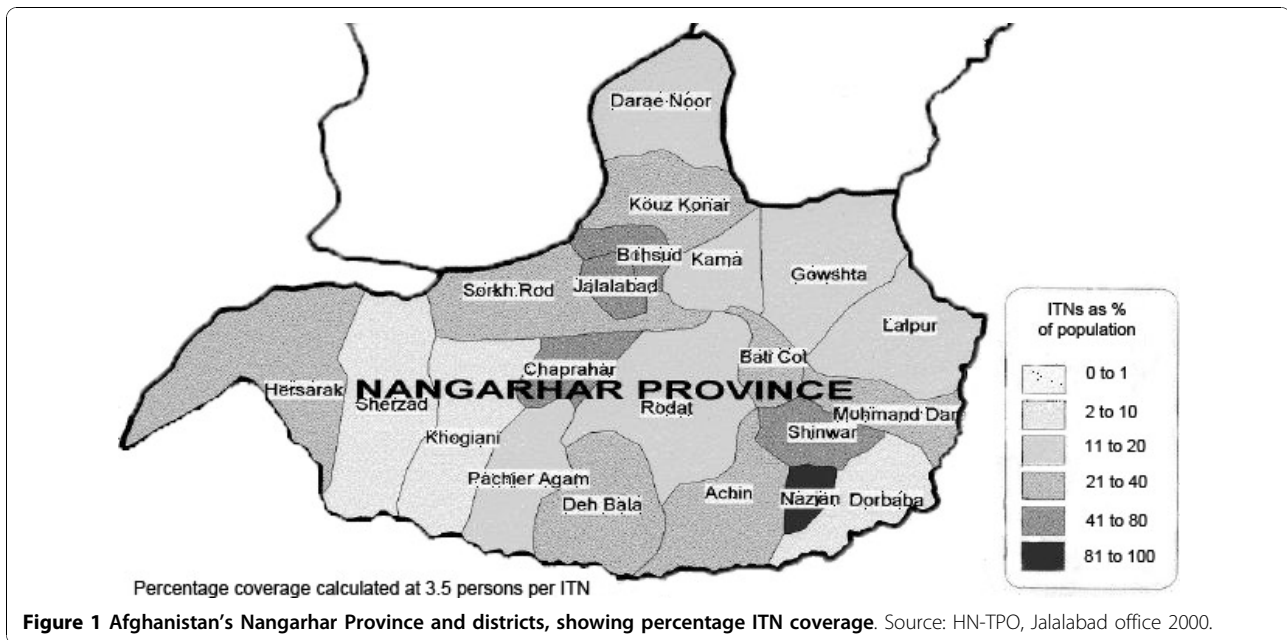 Darae Noor
Kouz Konar
Behsud
Kama
Gowshta
Sorkh Rod
Jalalabad
Lalpur
Bati Cot
Chaprahar
Hersarak
NANGARHAR PROVINCE
Sherzad
Rodat
Mohmand Dar
Shinwar
Khogiani
Pachier Agam
Deh Bala
Achin
Nazian
Dorbaba
ITNs as %
of population
0 to 1
2 to 10
11 to 20
21 to 40
41 to 80
81 to 100
Percentage coverage calculated at 3.5 persons per ITN
Figure 1 Afghanistan's Nangarhar Province and districts, showing percentage ITN coverage. Source: HN-TPO, Jalalabad office 2000.